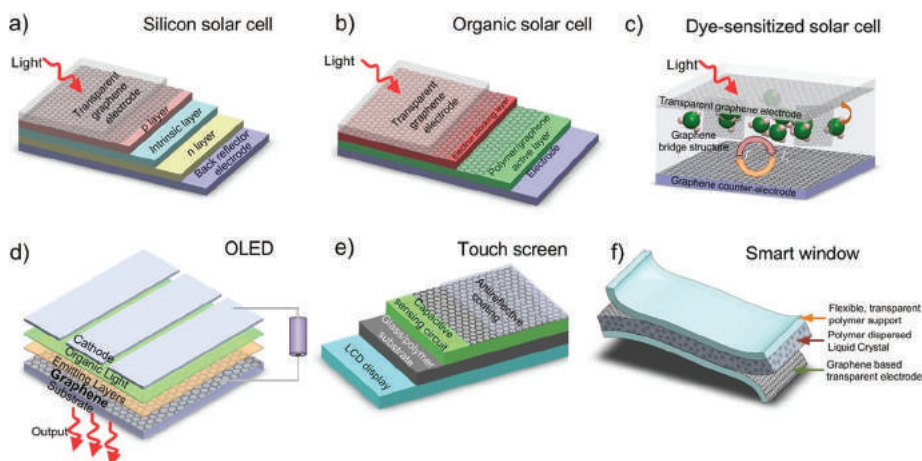 a) Silicon solar cell
Light
Transparent
graphene
electrode
p layer
Intrinsic layer
n layer
Back reflector
electrode
b) Organic solar cell
Light
Transparent
graphene
electrode
Polymer/graphene
active layer
Electrode
c) Dye-sensitized solar cell
Light
Transparent graphene electrode
Graphene
bridge structure
Graphene counter-electrode
d) OLED
Cathode
Organic Light
Emitting Layers
Graphene
Substrate
Output
e) Touch screen
Antireflective
coating
Capacitive
sensing circuit
Glass/polymer
substrate
LCD display
f) Smart window
Flexible, transparent
polymer support
Polymer dispersed
Liquid Crystal
Graphene based
transparent electrode